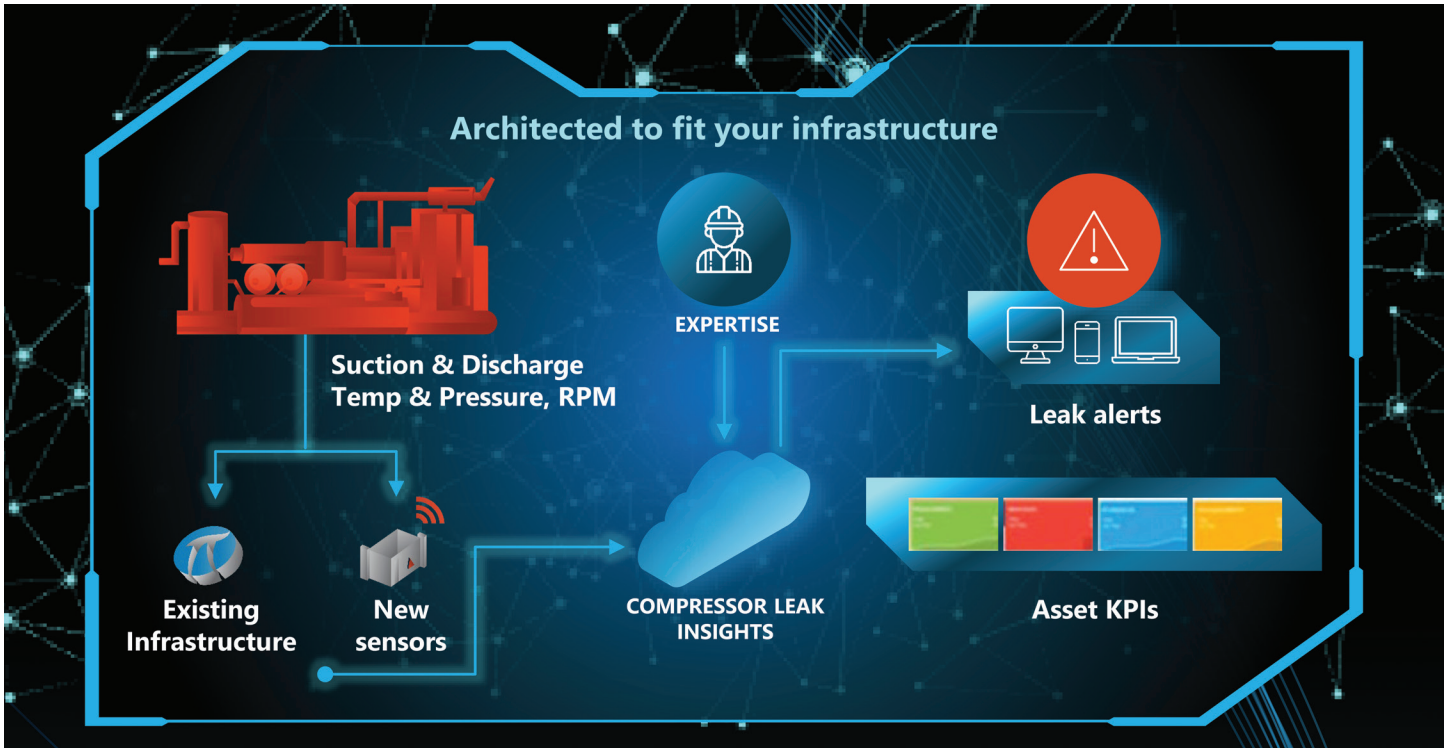 Architected to fit your infrastructure
EXPERTISE
Suction & Discharge
Temp & Pressure, RPM
Leak alerts
Existing
Infrastructure
New
sensors
COMPRESSOR LEAK
INSIGHTS
Asset KPIs